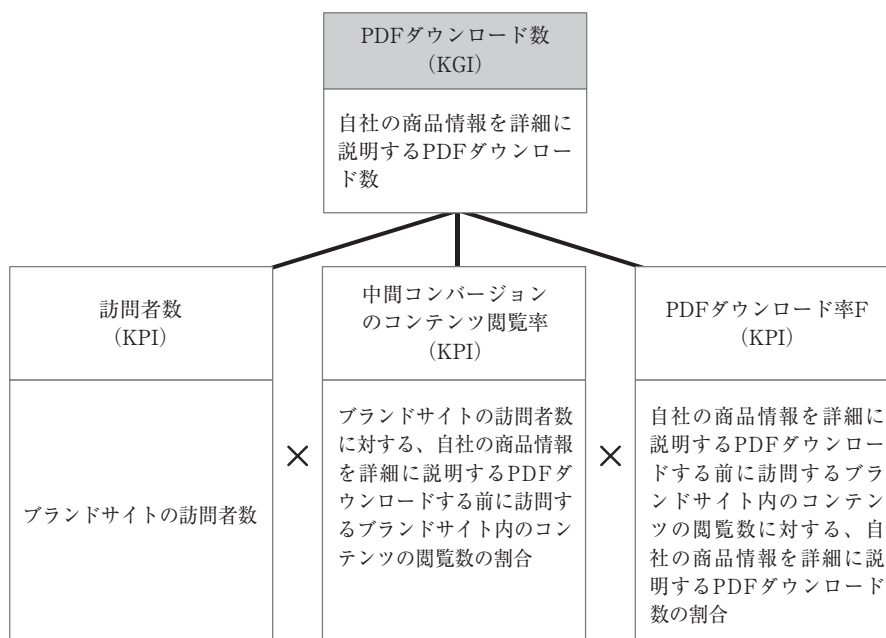 PDFダウンロード数
（KGI）
自社の商品情報を詳細に
説明するPDFダウンロー
ド数
訪問者数
（KPI）
ブランドサイトの訪問者数
×
中間コンバージョン
のコンテンツ閲覧率
（KPI）
ブランドサイトの訪問者数
に対する、自社の商品情報
を詳細に説明するPDFダ
ウンロードする前に訪問す
るブランドサイト内のコン
テンツの閲覧数の割合
×
PDFダウンロード率F
（KPI）
自社の商品情報を詳細に
説明するPDFダウンロー
ドする前に訪問するブラ
ンドサイト内のコンテン
ツの閲覧数に対する、自
社の商品情報を詳細に説
明するPDFダウンロード
数の割合